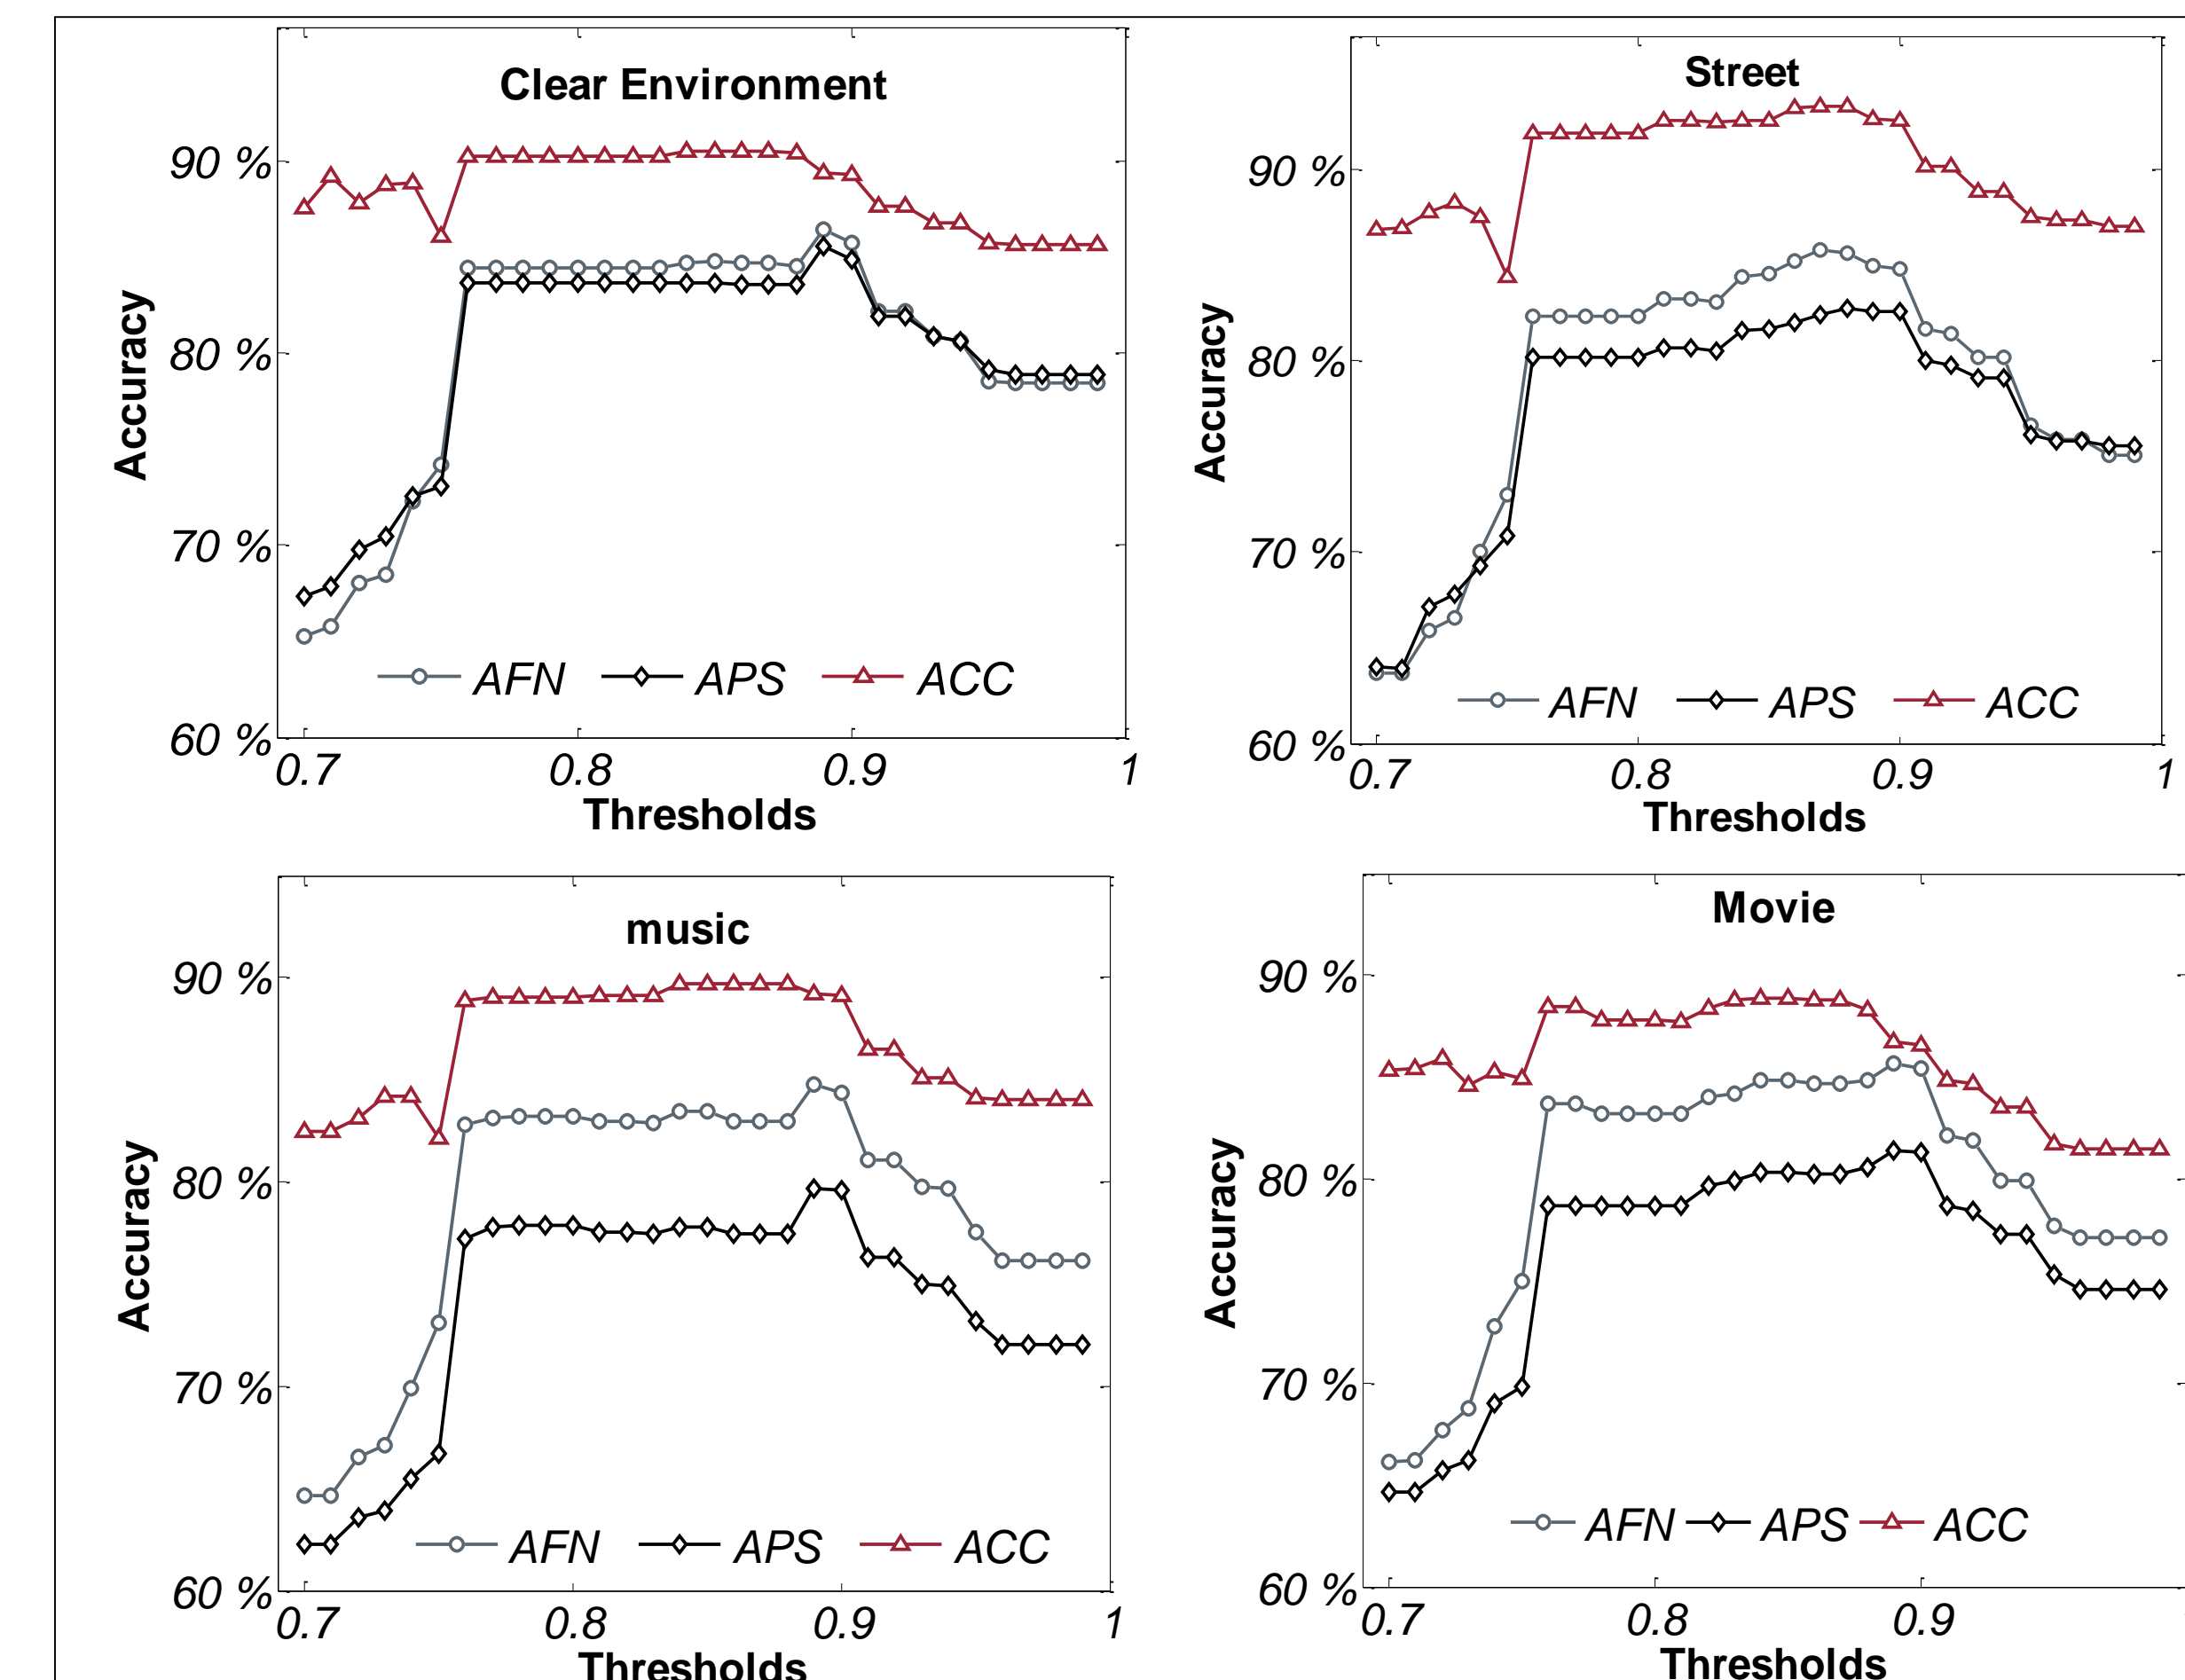 Clear Environment
90 %
80 %
70 %
60 %
Accuracy
AFN APS ACC
0.7 0.8 0.9 1
Thresholds
Street
90 %
80 %
70 %
60 %
Accuracy
AFN APS ACC
0.7 0.8 0.9 1
Thresholds
music
90 %
80 %
70 %
60 %
Accuracy
AFN APS ACC
0.7 0.8 0.9 1
Thresholds
Movie
90 %
80 %
70 %
60 %
Accuracy
AFN APS ACC
0.7 0.8 0.9
Thresholds